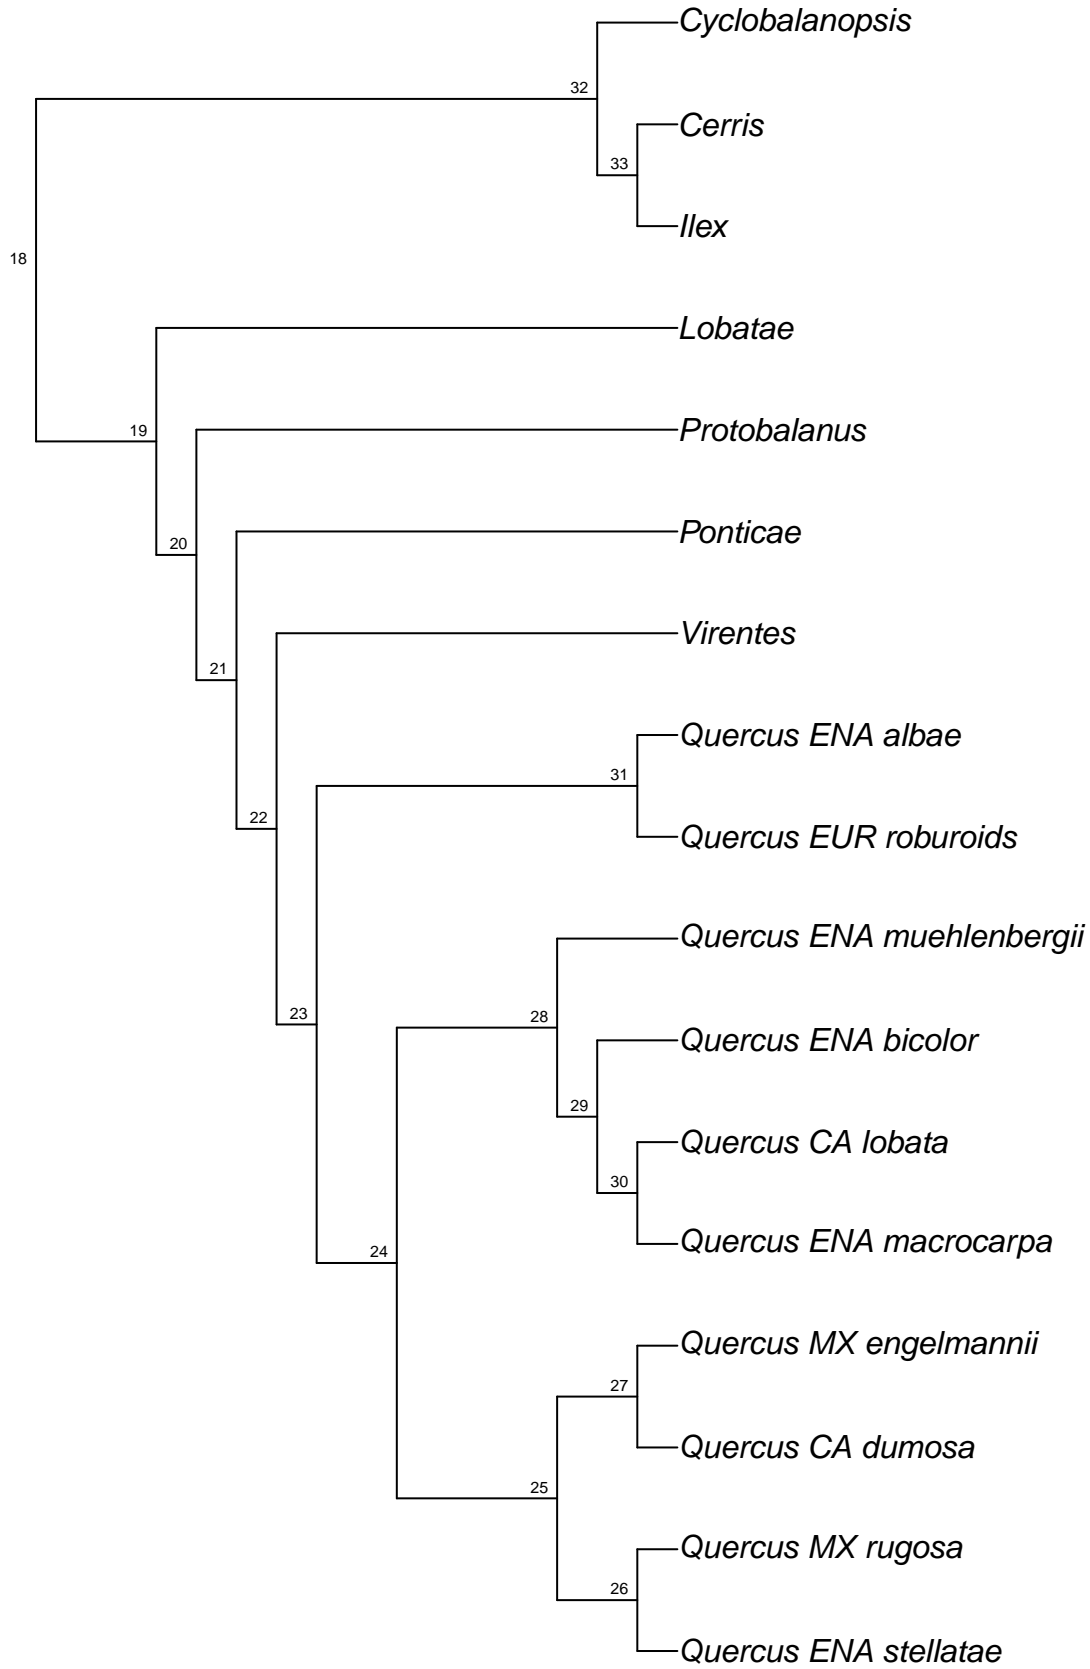 Cyclobalanopsis
32
Cerris
33
Ilex
18
Lobatae
19
Protobalanus
20
Ponticae
21
Virentes
Quercus ENA albae
31
22
Quercus EUR roburoids
Quercus ENA muehlenbergii
23
28
Quercus ENA bicolor
29
Quercus CA lobata
30
Quercus ENA macrocarpa
24
Quercus MX engelmannii
27
Quercus CA dumosa
25
Quercus MX rugosa
26
Quercus ENA stellatae